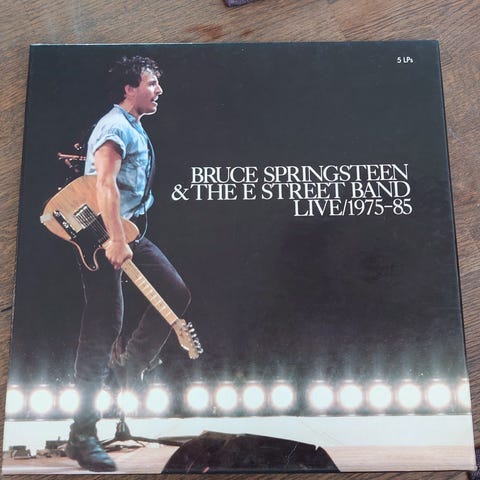 5 LPs
BRUCE SPRINGSTEEN
& THE E STREET BAND
LIVE/1975-85